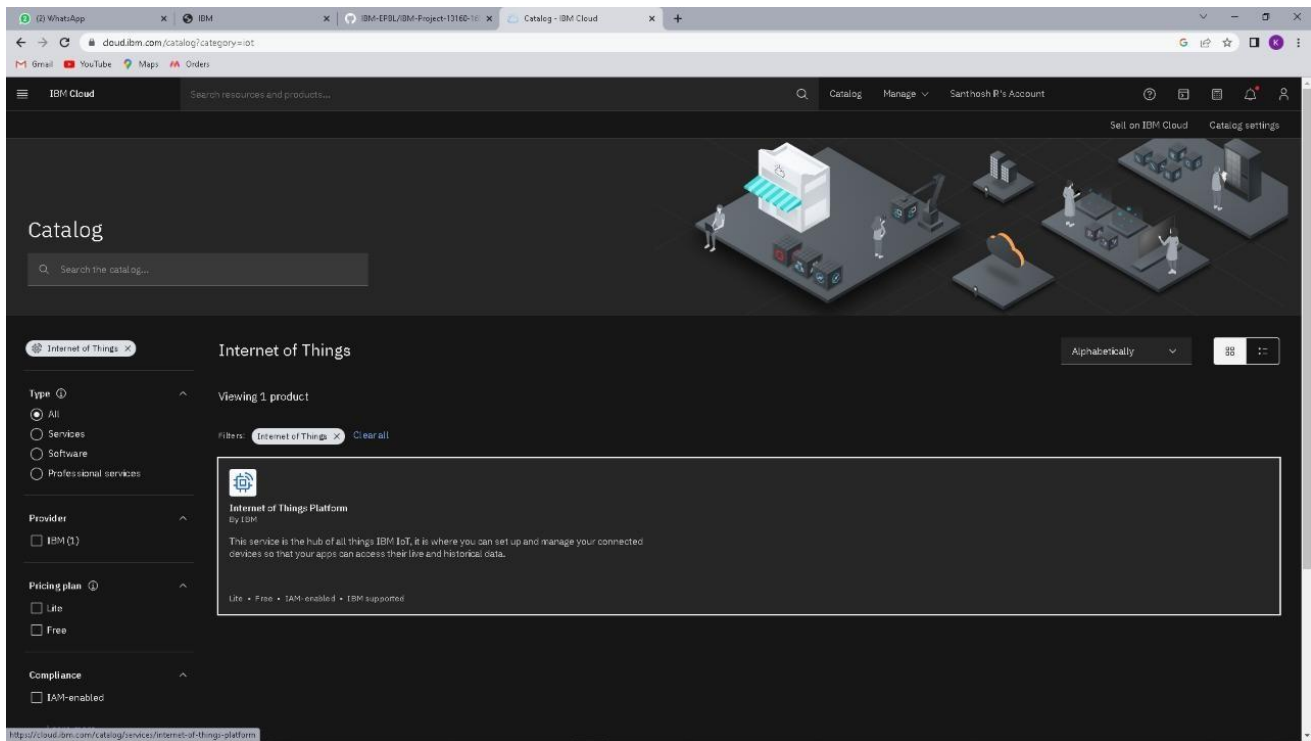 (2) WhatsApp
IBM
IBM-EPBL/IBM-Project-13160-16
Catalog - IBM Cloud
cloud.ibm.com/catalog?category=iot
Gmail YouTube Maps Orders
IBM Cloud
Search resources and products...
Catalog Manage Santhosh R's Account
Sell on IBM Cloud Catalog settings
Catalog
Search the catalog...
Internet of Things
Type
All
Services
Software
Professional services
Provider
IBM (1)
Pricing plan
Lite
Free
Compliance
IAM-enabled
Internet of Things
Alphabetically
Viewing 1 product
Filters: Internet of Things Clear all
Internet of Things Platform
By IBM
This service is the hub of all things IBM IoT, it is where you can set up and manage your connected
devices so that your apps can access their live and historical data.
Lite • Free • IAM-enabled • IBM supported
https://cloud.ibm.com/catalog/services/internet-of-things-platform